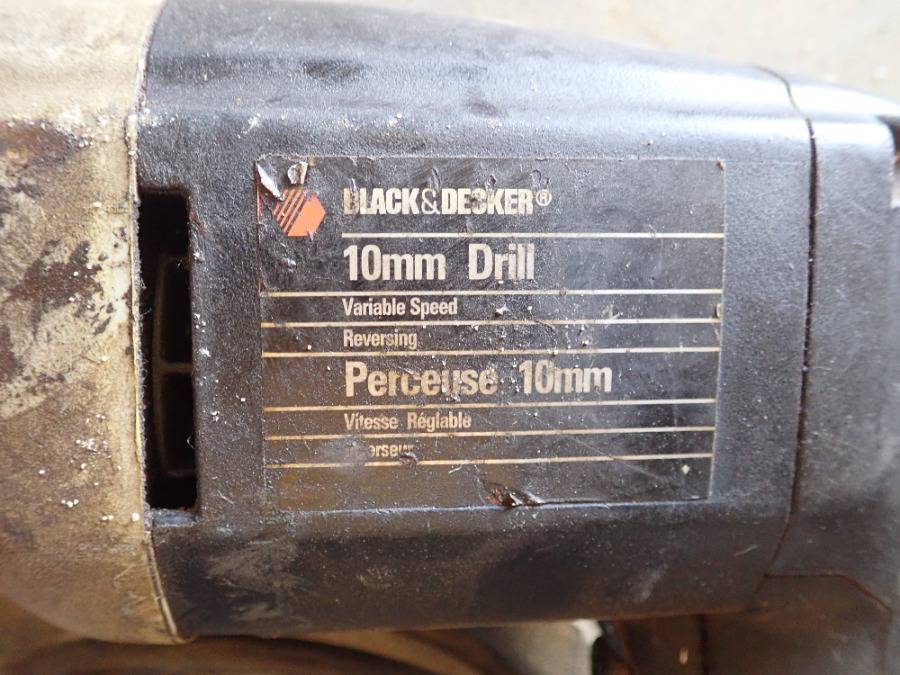 BLACK&DECKER®
10mm Drill
Variable Speed
Reversing
Perceuse 10mm
Vitesse Réglable